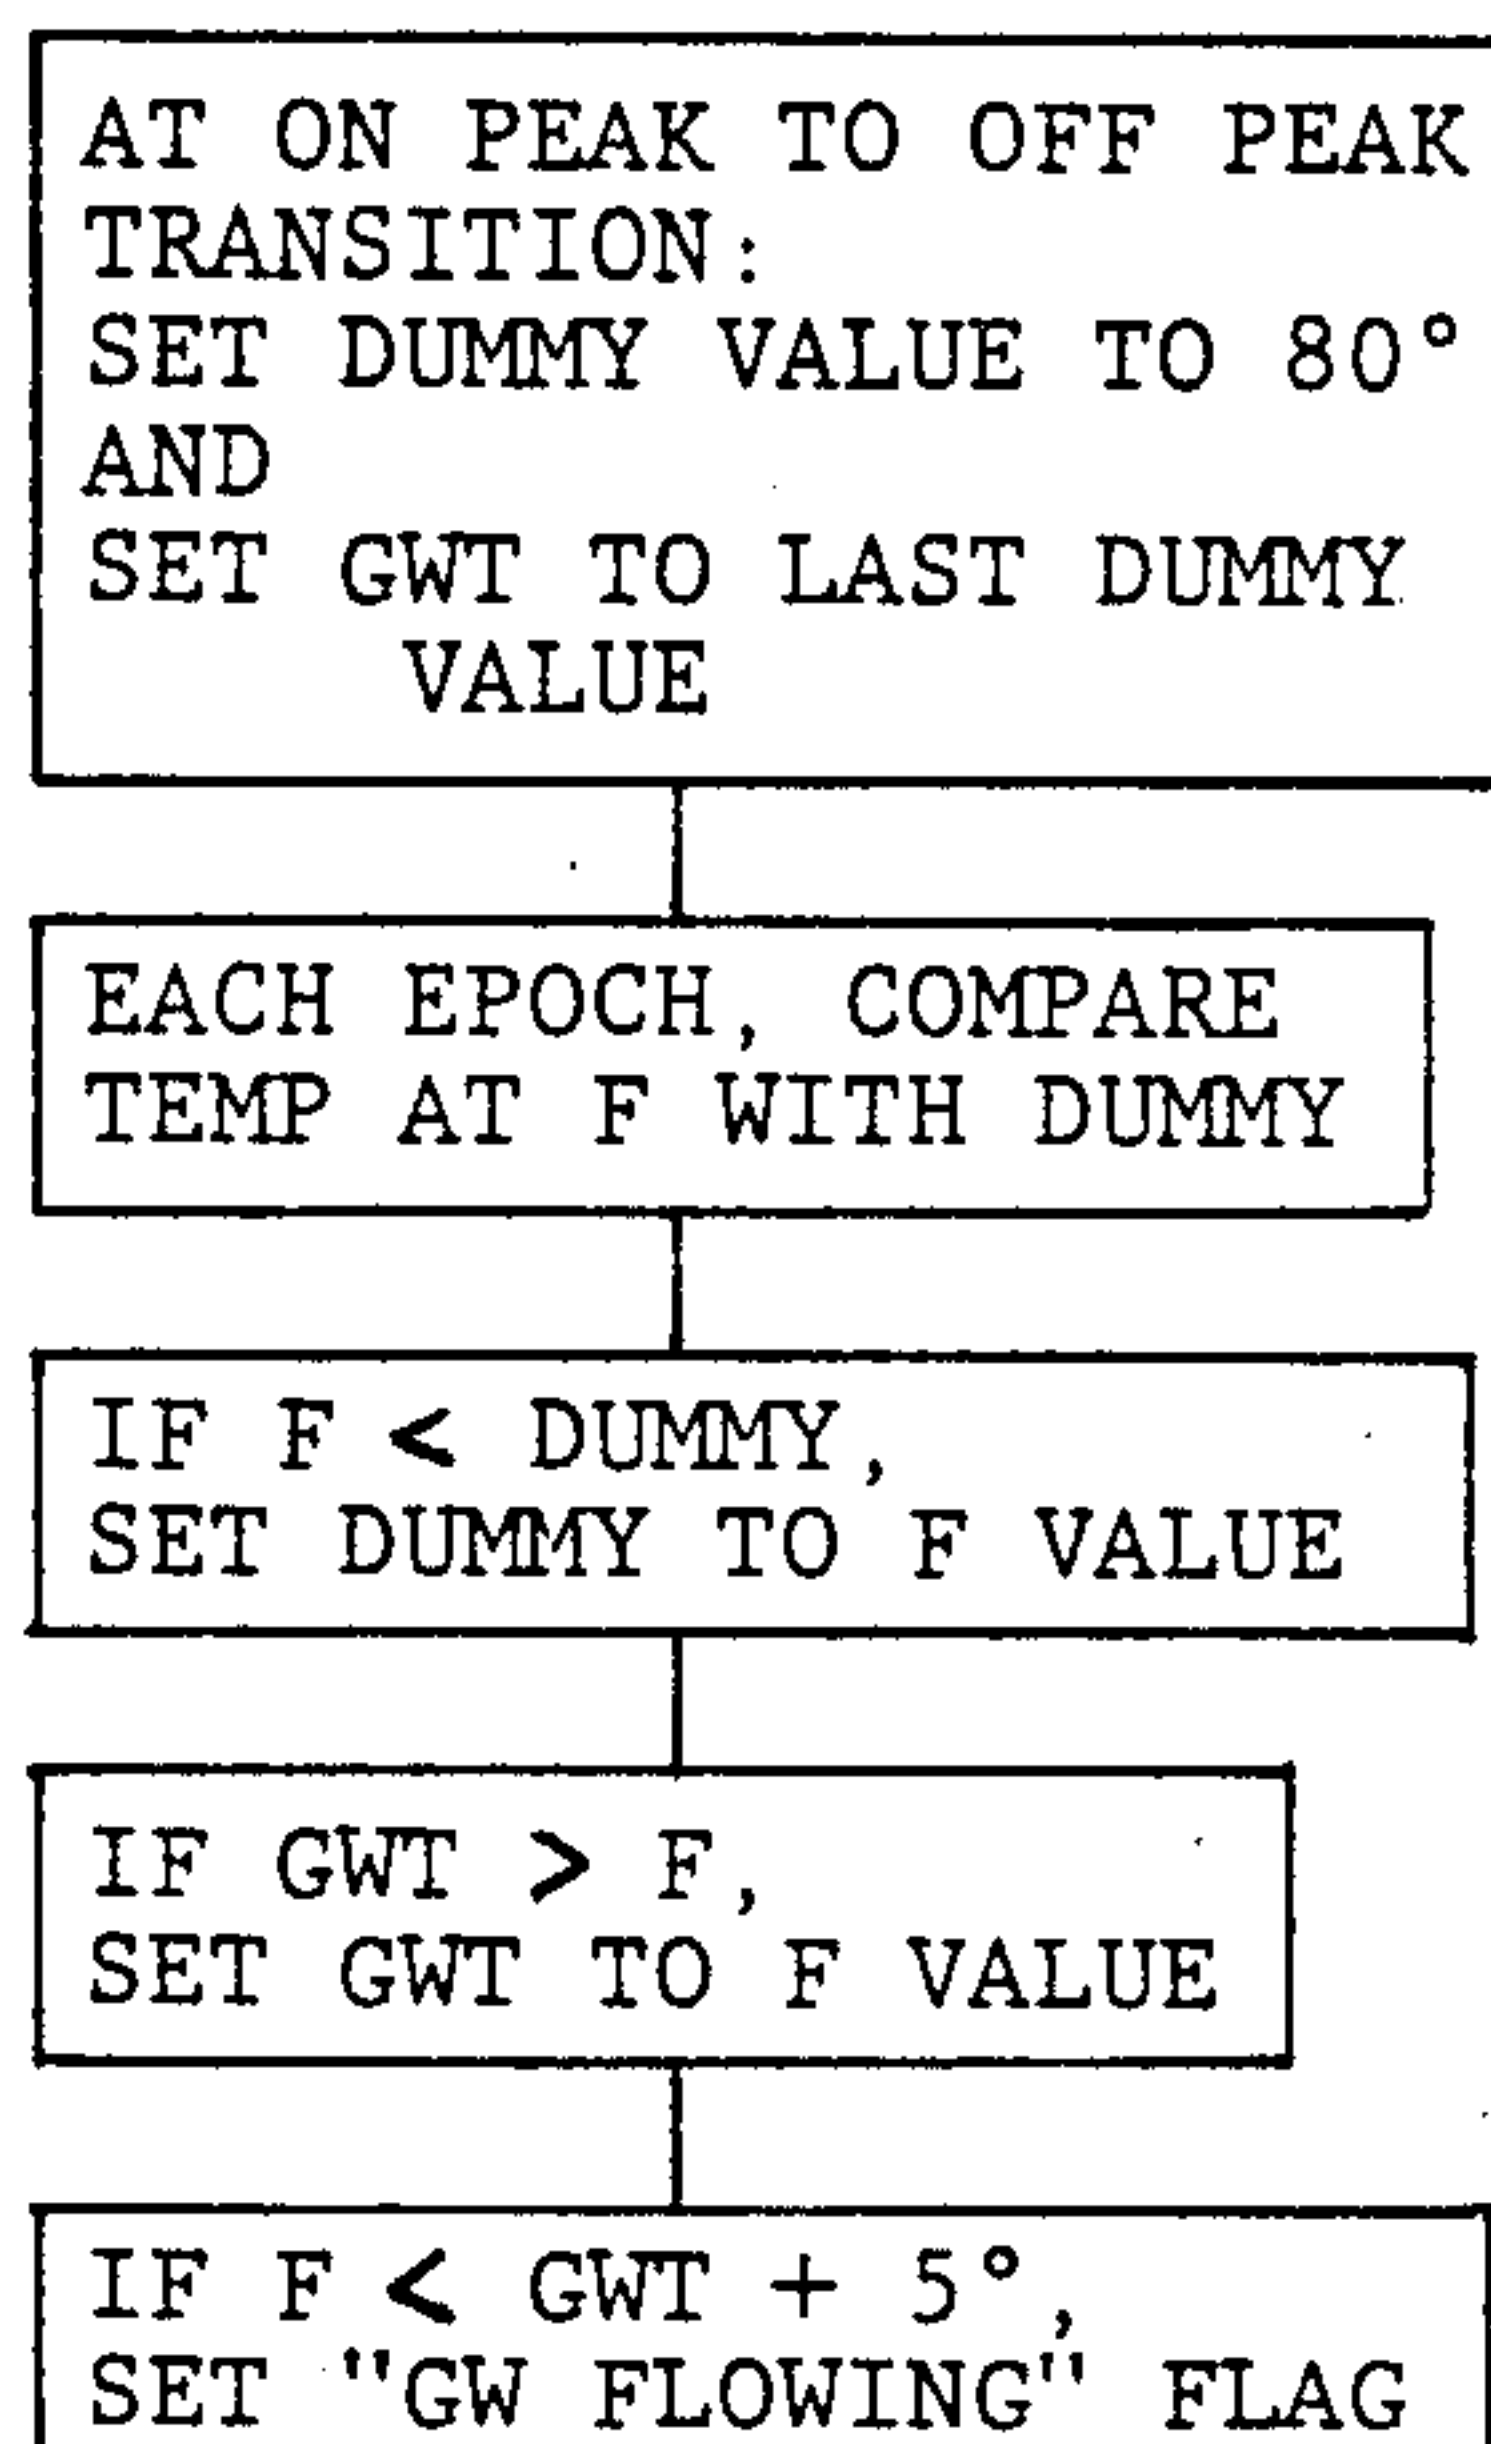 AT ON PEAK TO OFF PEAK
TRANSITION:
SET DUMMY VALUE TO 80°
AND
SET GWT TO LAST DUMMY
VALUE
EACH EPOCH, COMPARE
TEMP AT F WITH DUMMY
IF F < DUMMY,
SET DUMMY TO F VALUE
IF GWT > F,
SET GWT TO F VALUE
IF F < GWT + 5°,
SET "GW FLOWING" FLAG